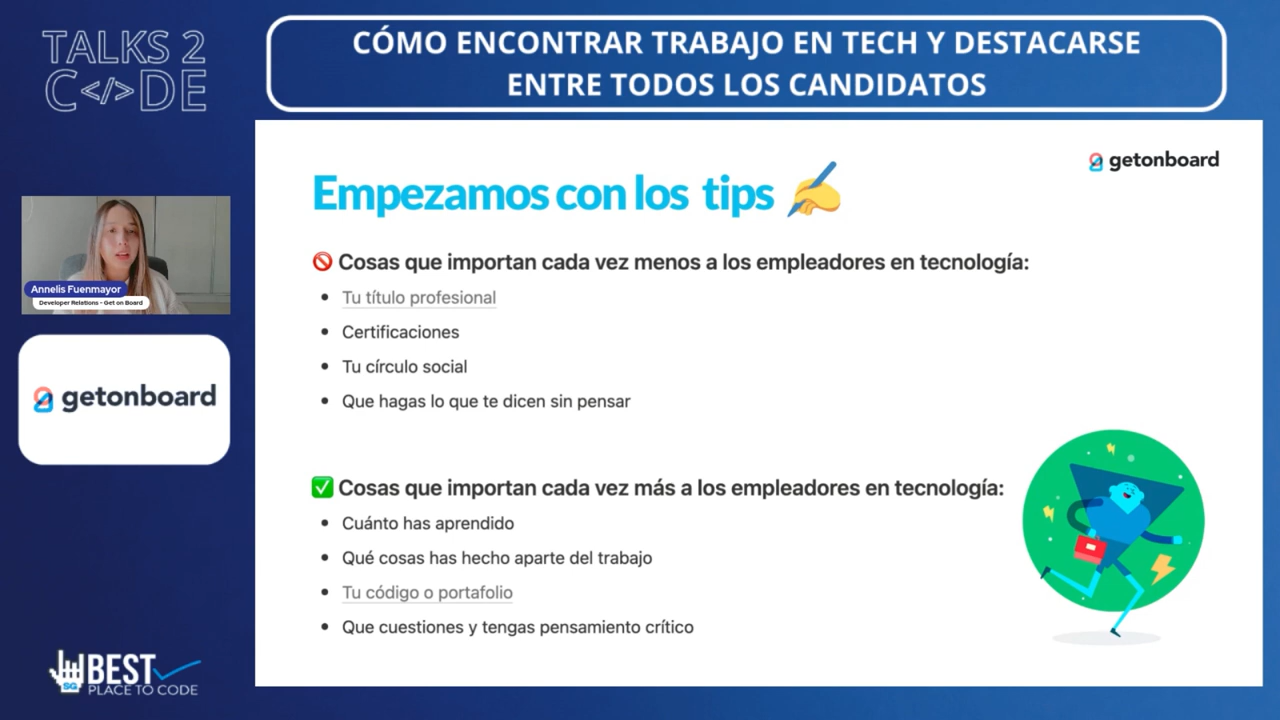 TALKS 2
C</>DE
CÓMO ENCONTRAR TRABAJO EN TECH Y DESTACARSE
ENTRE TODOS LOS CANDIDATOS
getonboard
Empezamos con los tips
Cosas que importan cada vez menos a los empleadores en tecnología:
Tu título profesional
Certificaciones
Tu círculo social
Que hagas lo que te dicen sin pensar
Cosas que importan cada vez más a los empleadores en tecnología:
Cuánto has aprendido
Qué cosas has hecho aparte del trabajo
Tu código o portafolio
Que cuestiones y tengas pensamiento crítico
Annelis Fuenmayor
Developer Relations - Get on Board
getonboard
SG
BEST
PLACE TO CODE